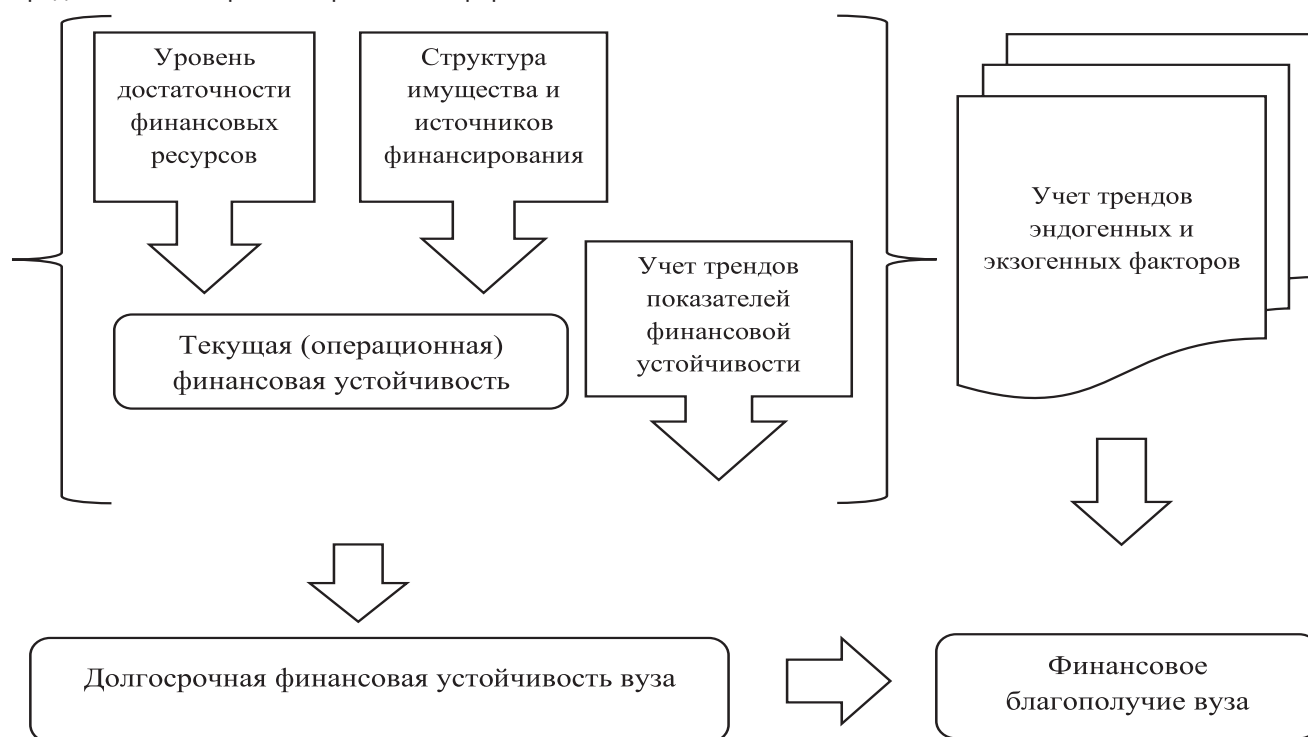 Уровень
достаточности
финансовых
ресурсов
Структура
имущества и
источников
финансирования
Учет трендов
эндогенных и
экзогенных факторов
Учет трендов
показателей
финансовой
устойчивости
Текущая (операционная)
финансовая устойчивость
Долгосрочная финансовая устойчивость вуза
Финансовое
благополучие вуза